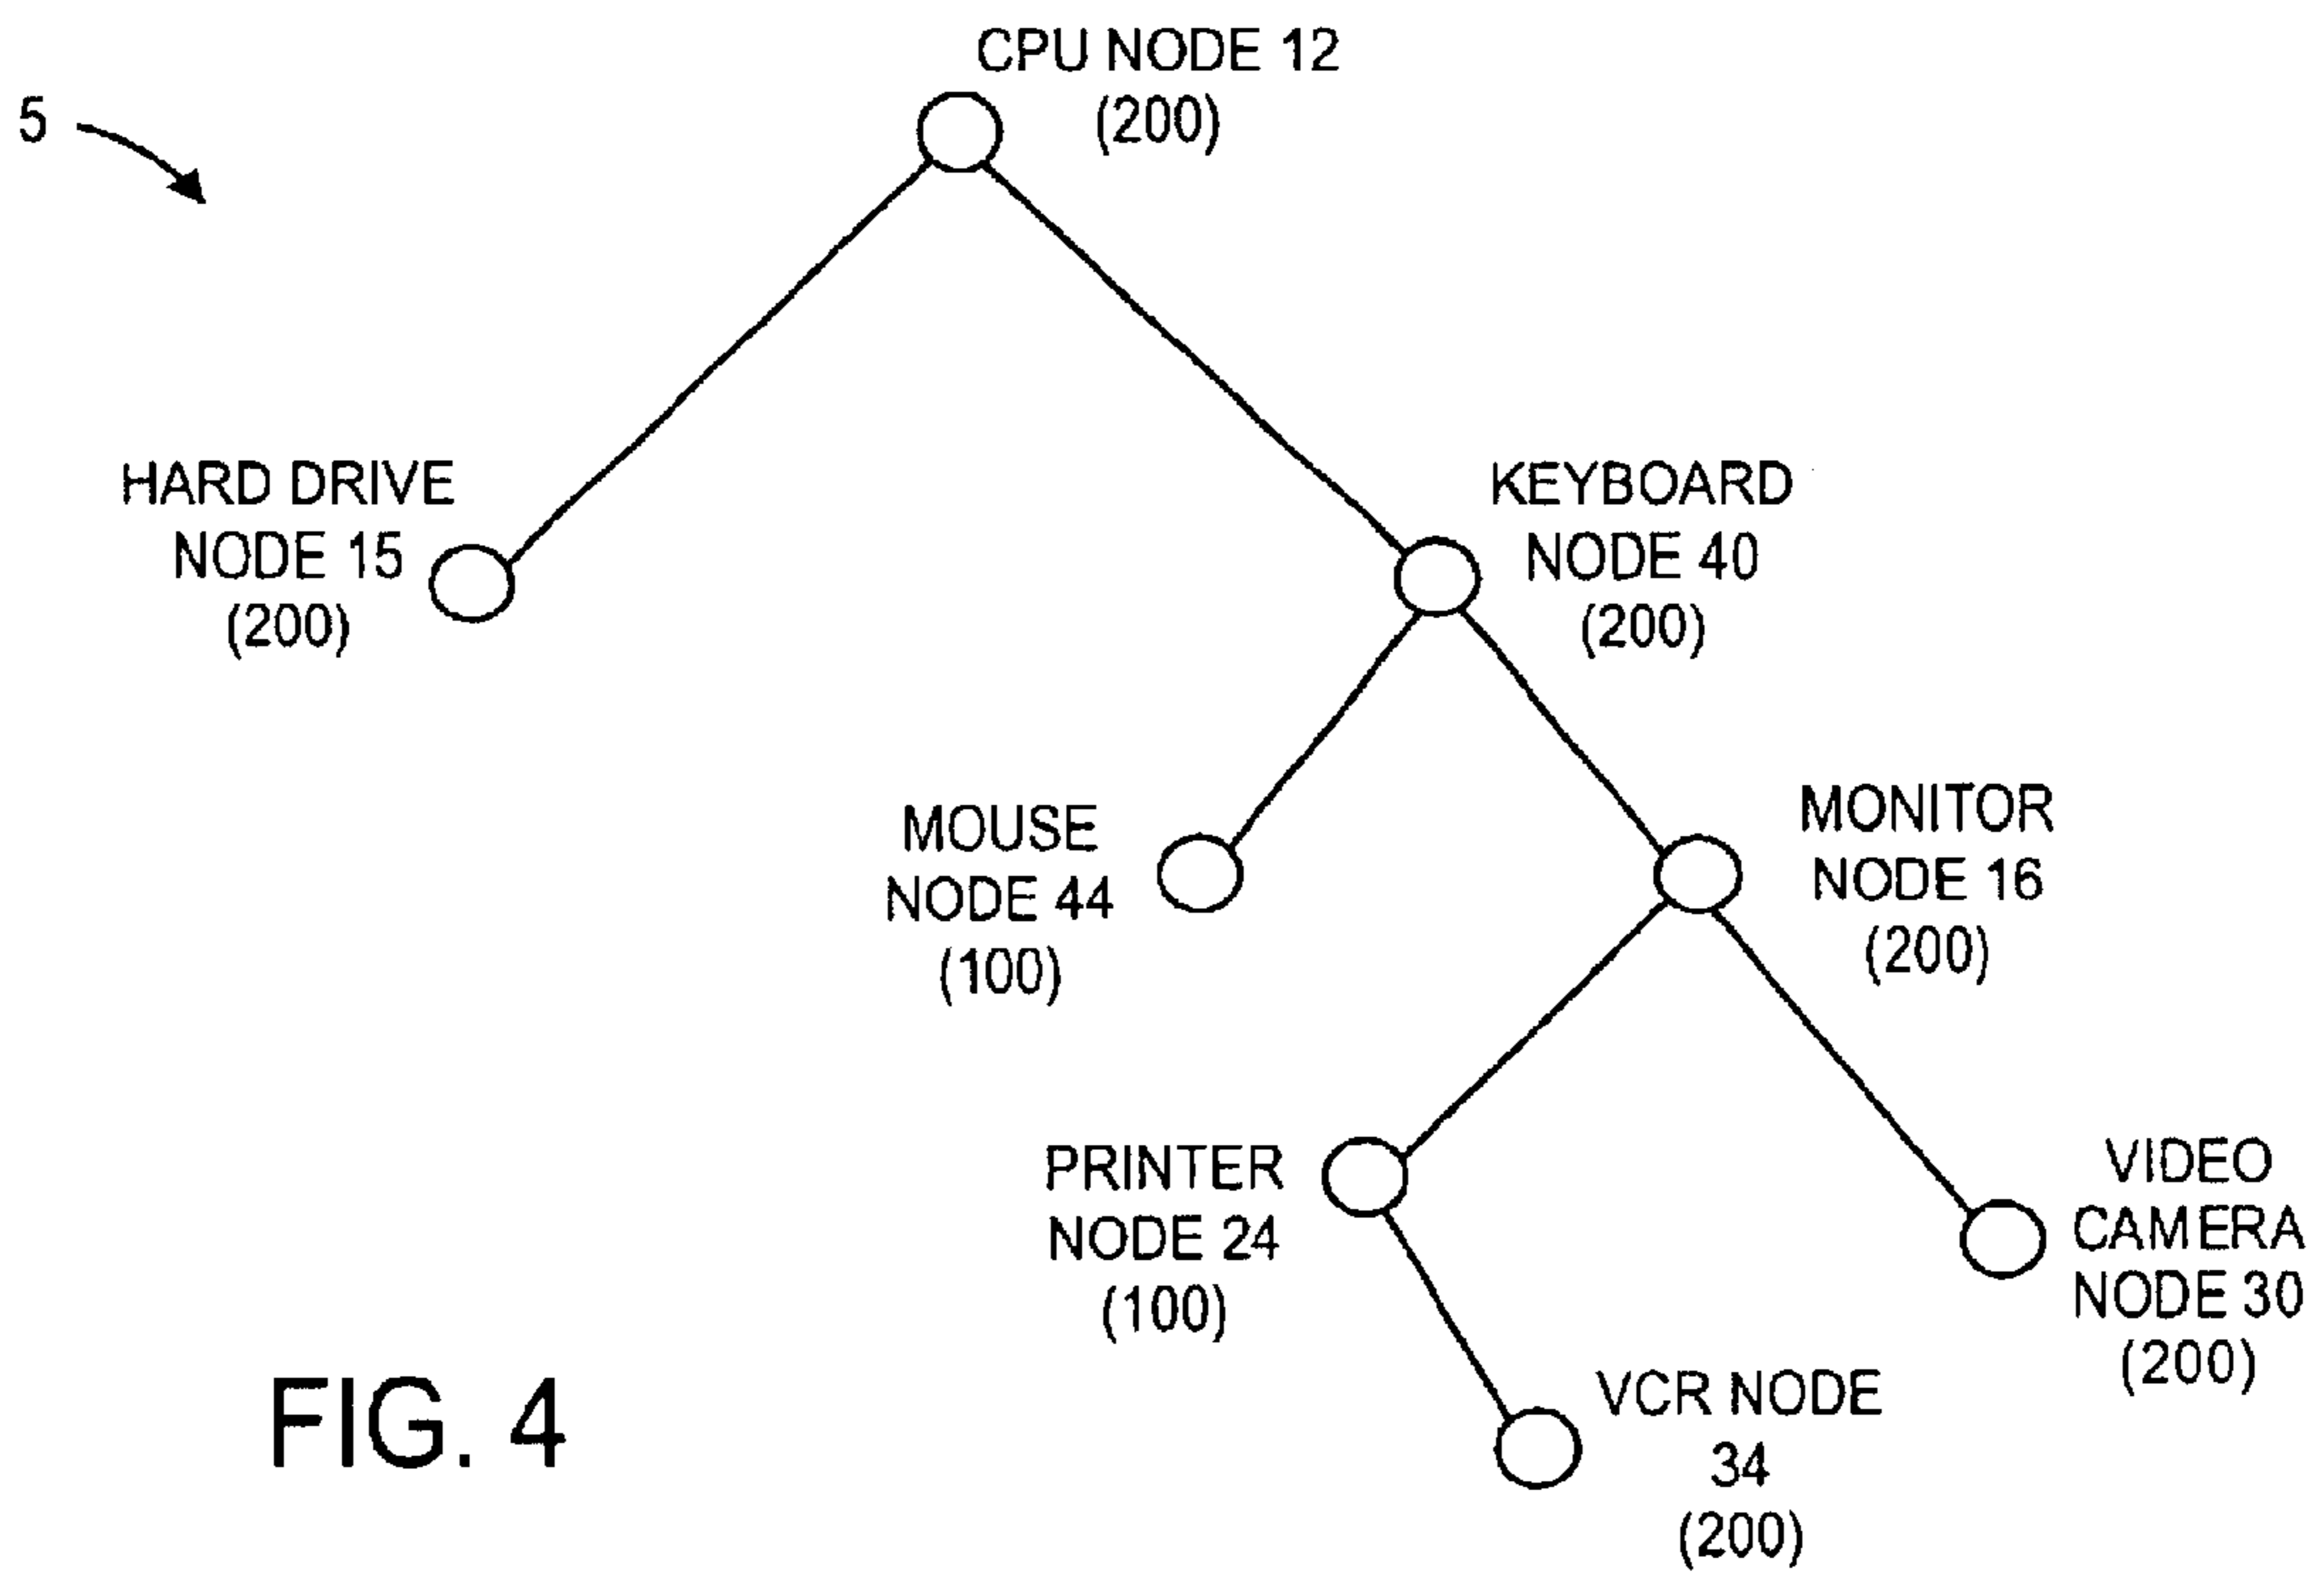 CPU NODE 12
(200)
5
HARD DRIVE
NODE 15
(200)
KEYBOARD
NODE 40
(200)
MOUSE
NODE 44
(100)
MONITOR
NODE 16
(200)
PRINTER
NODE 24
(100)
VIDEO
CAMERA
NODE 30
(200)
VCR NODE
34
(200)
FIG. 4